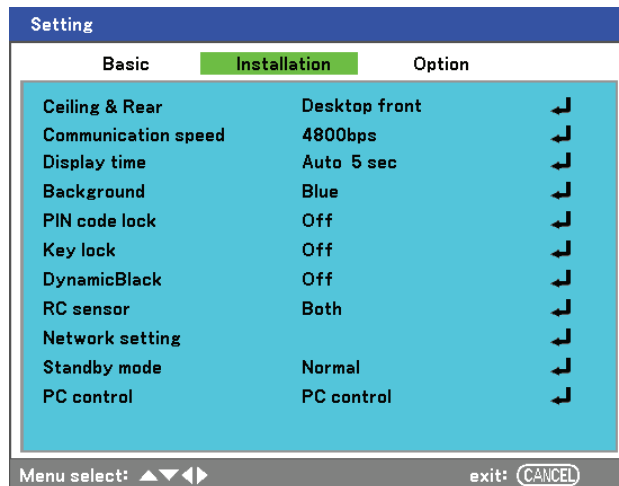 Setting
Basic Installation Option
Ceiling & Rear Desktop front
Communication speed 4800bps
Display time Auto 5 sec
Background Blue
PIN code lock Off
Key lock Off
DynamicBlack Off
RC sensor Both
Network setting
Standby mode Normal
PC control PC control
Menu select: ▲▼◀▶ exit: (CANCEL)